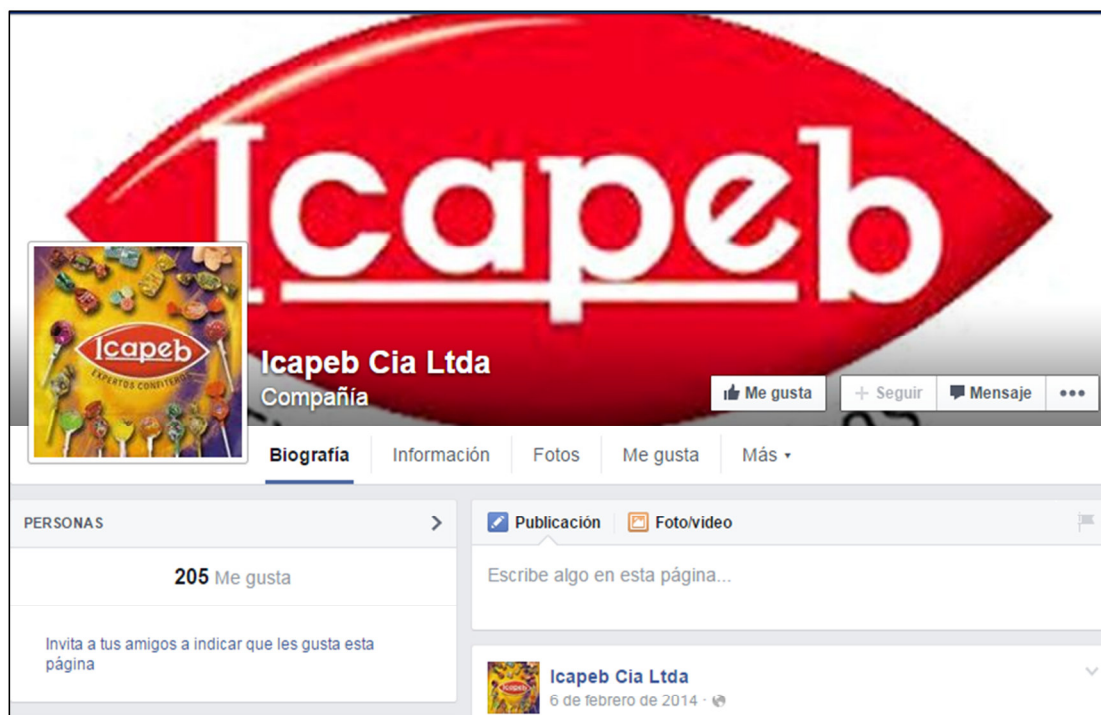 Icapeb
Icapeb
EXPERTOS CONFITEROS
Icapeb Cia Ltda
Compañía
Me gusta
Seguir
Mensaje
Biografía
Información
Fotos
Me gusta
Más
PERSONAS
205 Me gusta
Invita a tus amigos a indicar que les gusta esta
página
Publicación
Foto/video
Escribe algo en esta página...
Icapeb
Icapeb Cia Ltda
6 de febrero de 2014